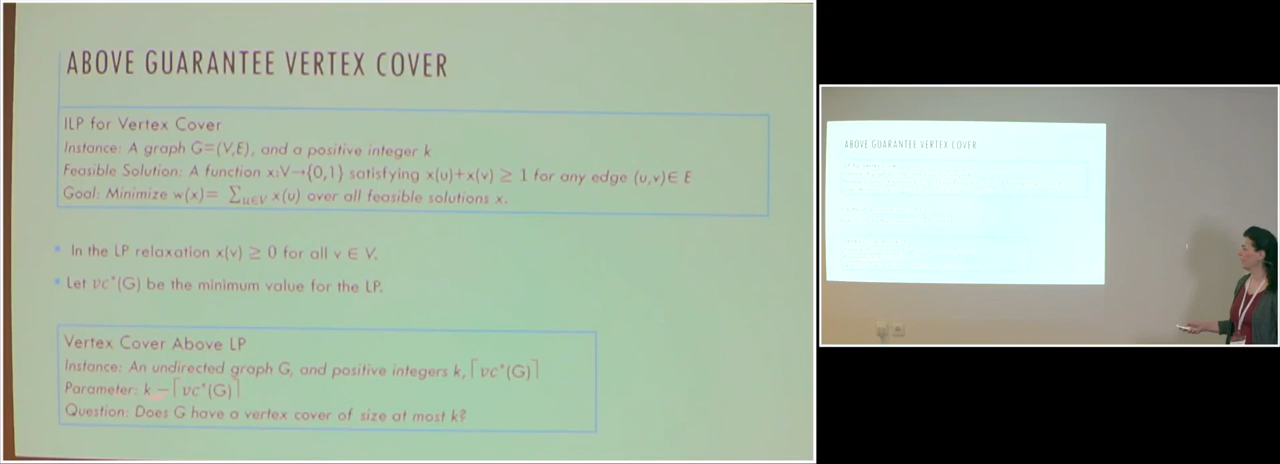 ABOVE GUARANTEE VERTEX COVER
ILP for Vertex Cover
Instance: A graph G=(V,E), and a positive integer k
Feasible Solution: A function x:V→{0,1} satisfying x(u)+x(v) ≥ 1 for any edge (u,v)∈ E
Goal: Minimize w(x)= ∑u∈V x(u) over all feasible solutions x.
In the LP relaxation x(v) ≥ 0 for all v ∈ V.
Let vc*(G) be the minimum value for the LP.
Vertex Cover Above LP
Instance: An undirected graph G, and positive integers k, ⌈vc*(G)⌉
Parameter: k – ⌈vc*(G)⌉
Question: Does G have a vertex cover of size at most k?
ABOVE GUARANTEE VERTEX COVER